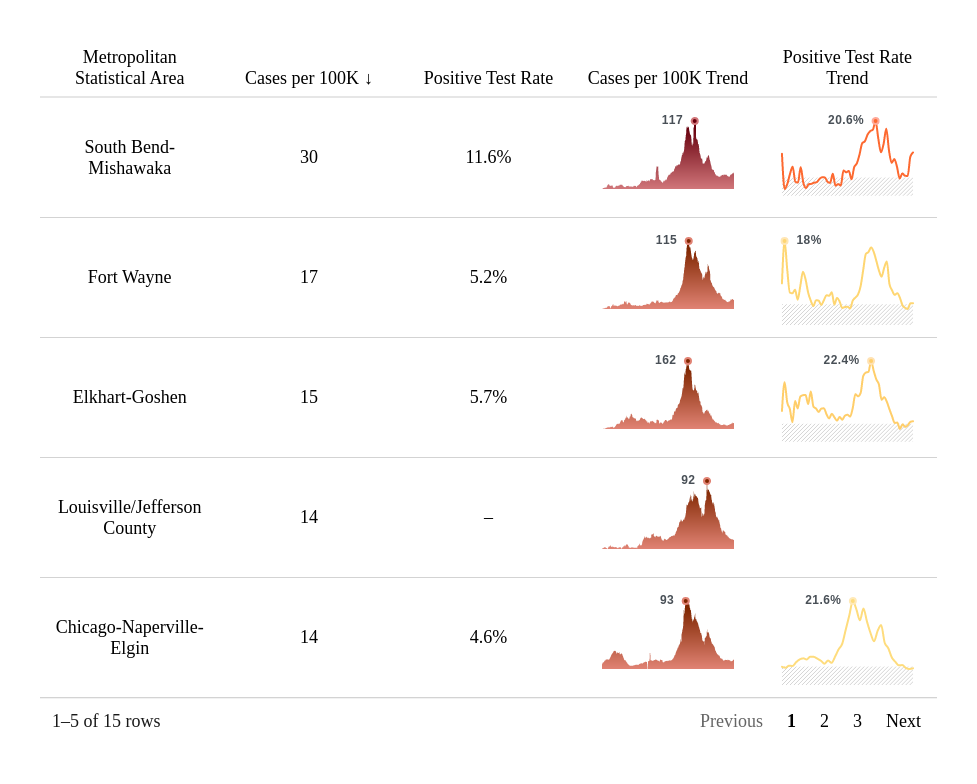 Metropolitan
Statistical Area
Cases per 100K ↓
Positive Test Rate
Cases per 100K Trend
Positive Test Rate
Trend
South Bend-
Mishawaka
30
11.6%
117
20.6%
Fort Wayne
17
5.2%
115
18%
Elkhart-Goshen
15
5.7%
162
22.4%
Louisville/Jefferson
County
14
–
92
Chicago-Naperville-
Elgin
14
4.6%
93
21.6%
1–5 of 15 rows
Previous 1 2 3 Next